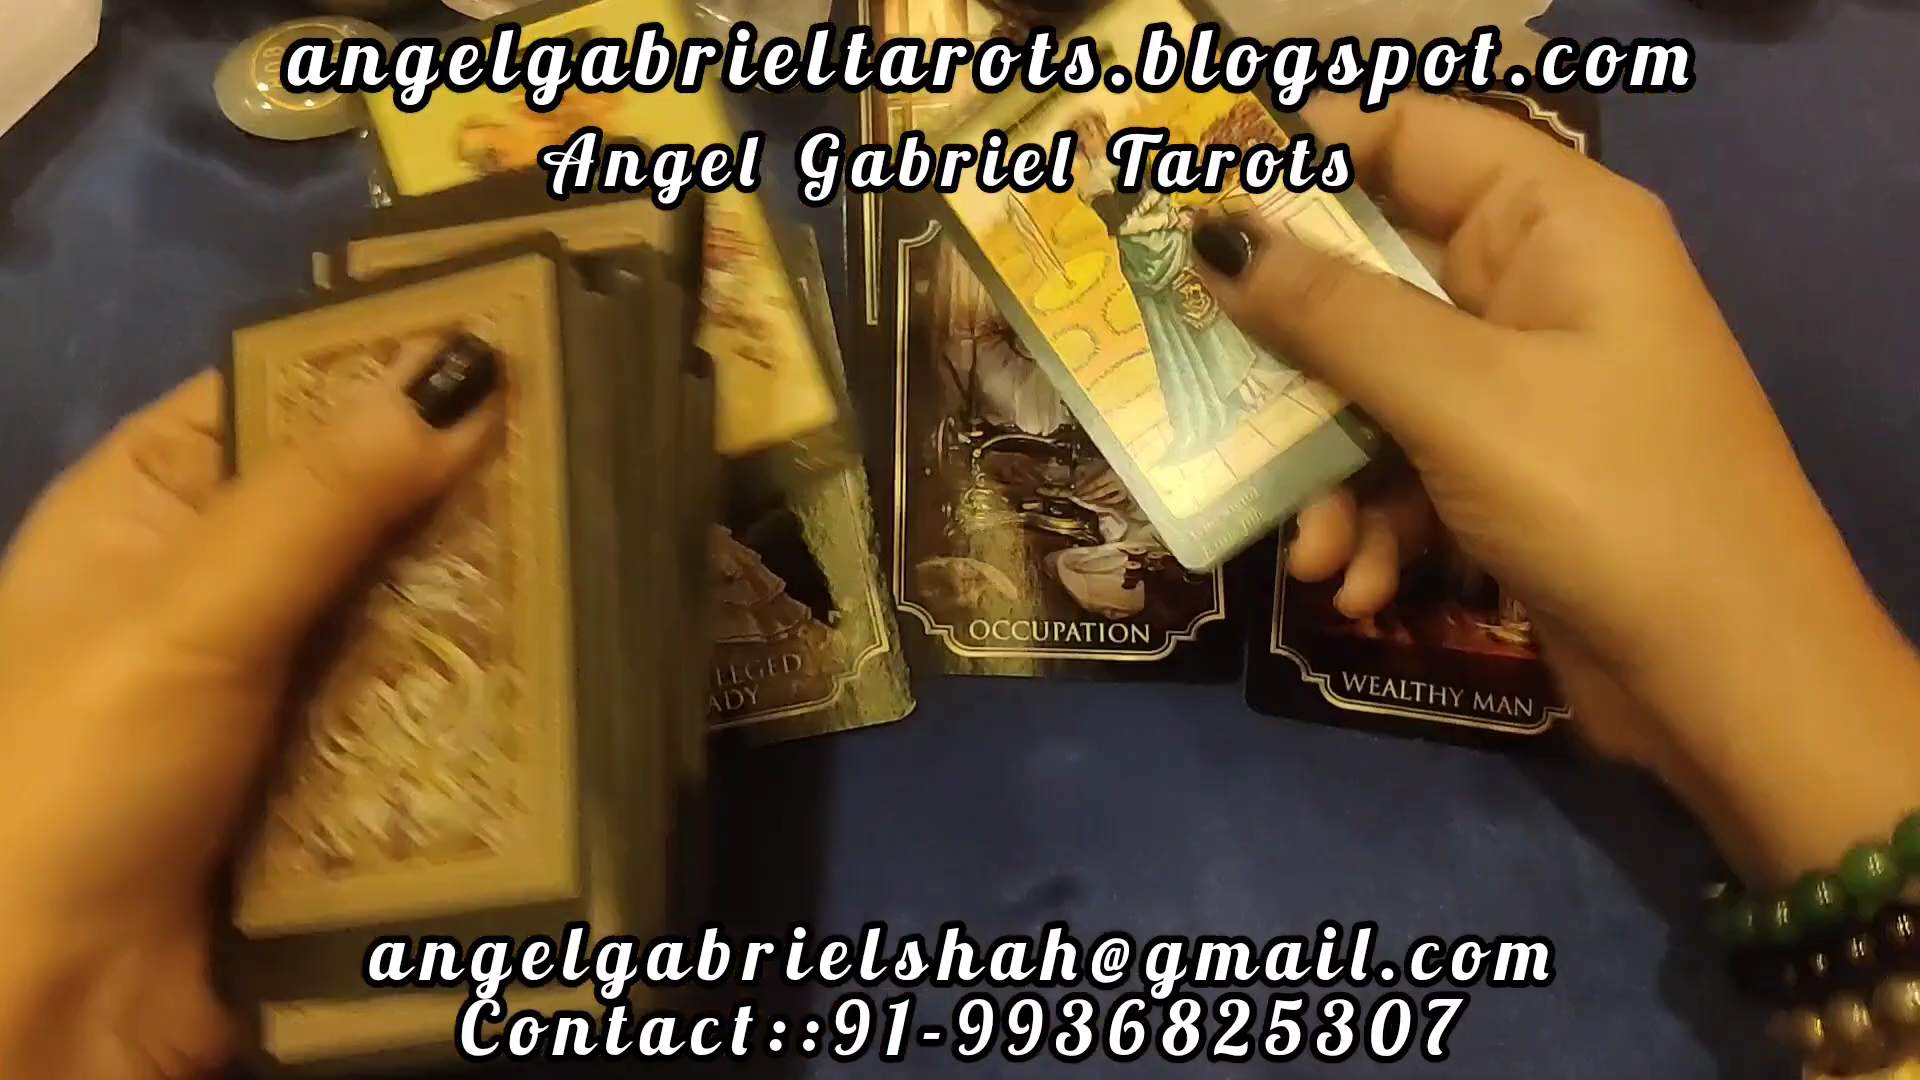 angelgabrieltarots.blogspot.com
Angel Gabriel Tarots
OCCUPATION
WEALTHY MAN
angelgabrielshah@gmail.com
Contact::91-9936825307